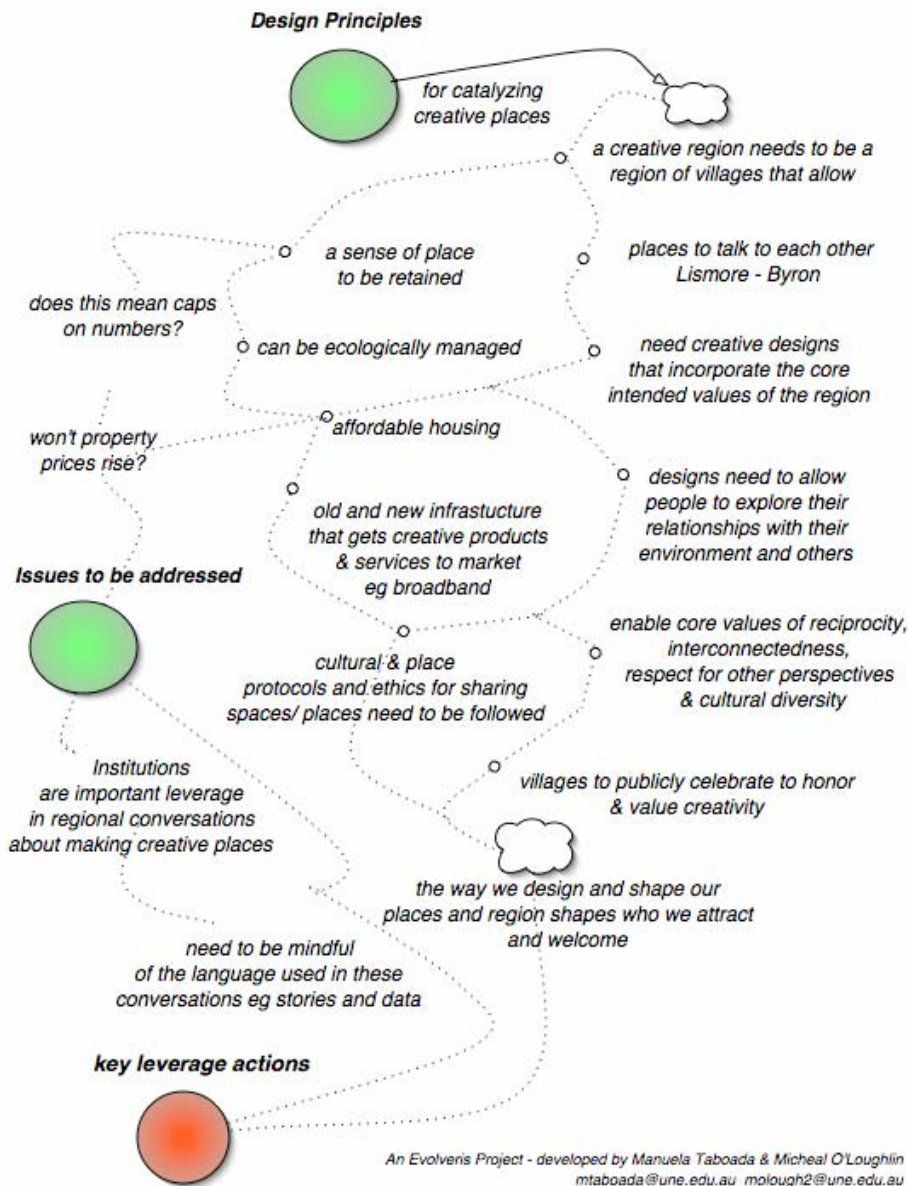 Design Principles
for catalyzing
creative places
a creative region needs to be a
region of villages that allow
a sense of place
to be retained
places to talk to each other
Lismore - Byron
does this mean caps
on numbers?
can be ecologically managed
need creative designs
that incorporate the core
intended values of the region
affordable housing
won't property
prices rise?
designs need to allow
people to explore their
relationships with their
environment and others
old and new infrastucture
that gets creative products
& services to market
eg broadband
Issues to be addressed
enable core values of reciprocity,
interconnectedness,
respect for other perspectives
& cultural diversity
cultural & place
protocols and ethics for sharing
spaces/ places need to be followed
Institutions
are important leverage
in regional conversations
about making creative places
villages to publicly celebrate to honor
& value creativity
the way we design and shape our
places and region shapes who we attract
and welcome
need to be mindful
of the language used in these
conversations eg stories and data
key leverage actions
An Evolveris Project - developed by Manuela Taboada & Micheal O'Loughlin
mtaboada@une.edu.au molough2@une.edu.au